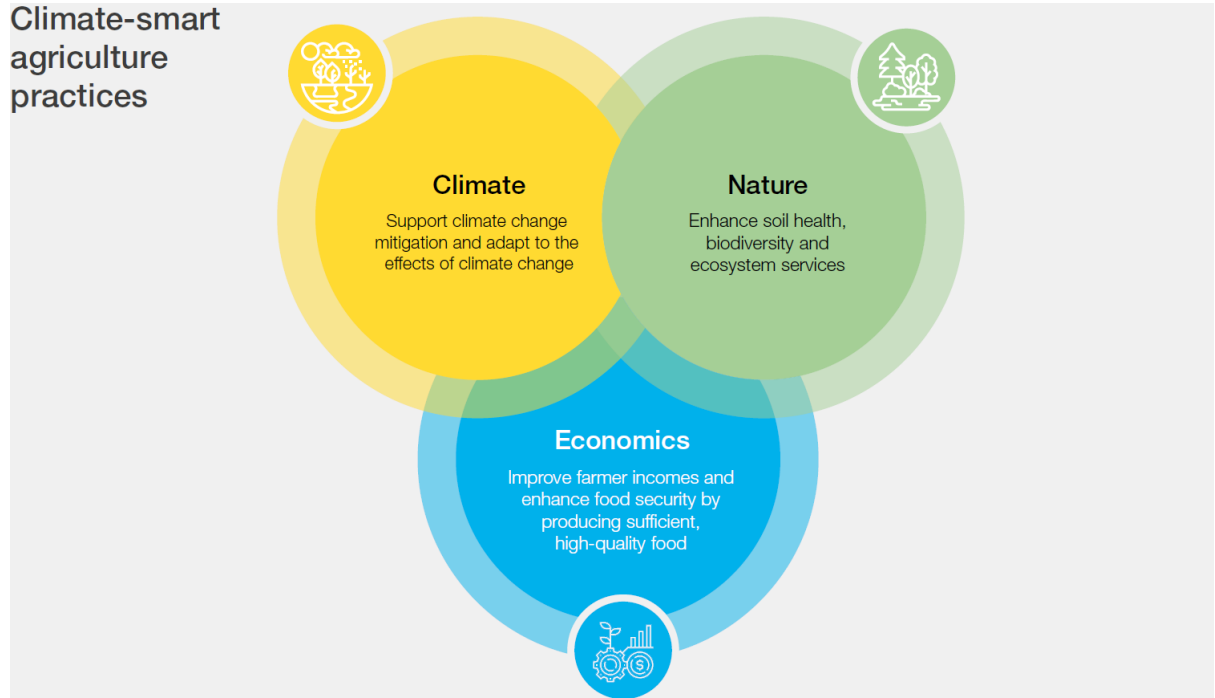 Climate-smart
agriculture
practices
Climate
Support climate change
mitigation and adapt to the
effects of climate change
Nature
Enhance soil health,
biodiversity and
ecosystem services
Economics
Improve farmer incomes and
enhance food security by
producing sufficient,
high-quality food
$